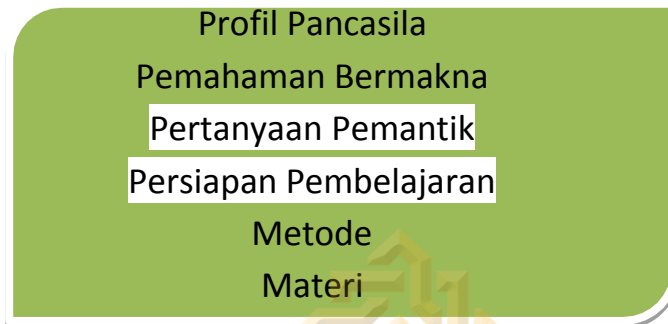 Profil Pancasila
Pemahaman Bermakna
Pertanyaan Pemantik
Persiapan Pembelajaran
Metode
Materi